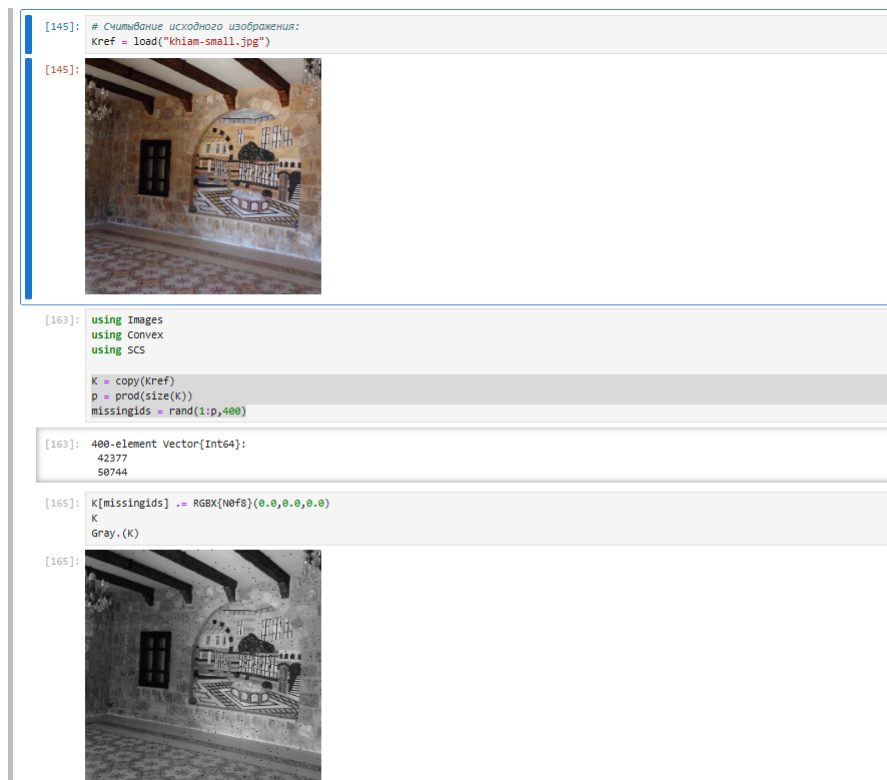 [145]: # Считывание исходного изображения:
Kref = load("khiam-small.jpg")
[145]:
[163]: using Images
using Convex
using SCS
K = copy(Kref)
p = prod(size(K))
missingids = rand(1:p,400)
[163]: 400-element Vector{Int64}:
42377
50744
[165]: K[missingids] .= RGBX{N0f8}(0.0,0.0,0.0)
K
Gray.(K)
[165]: